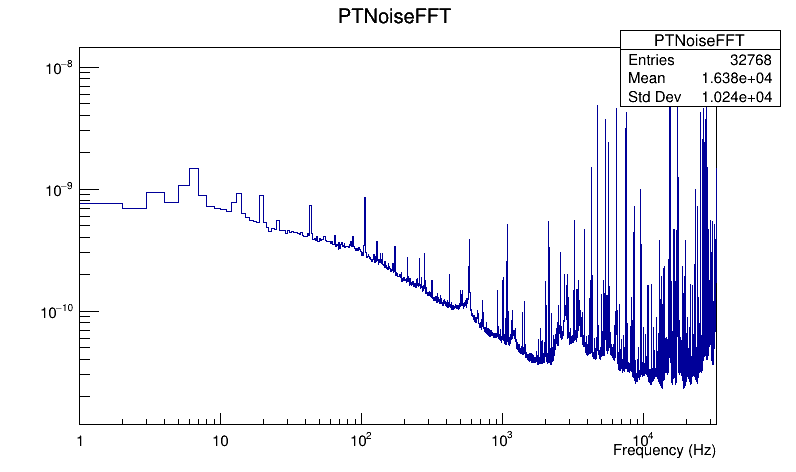 PTNoiseFFT
PTNoiseFFT
Entries 32768
Mean 1.638e+04
Std Dev 1.024e+04
10⁻⁸
10⁻⁹
10⁻¹⁰
1 10 10² 10³ 10⁴
Frequency (Hz)